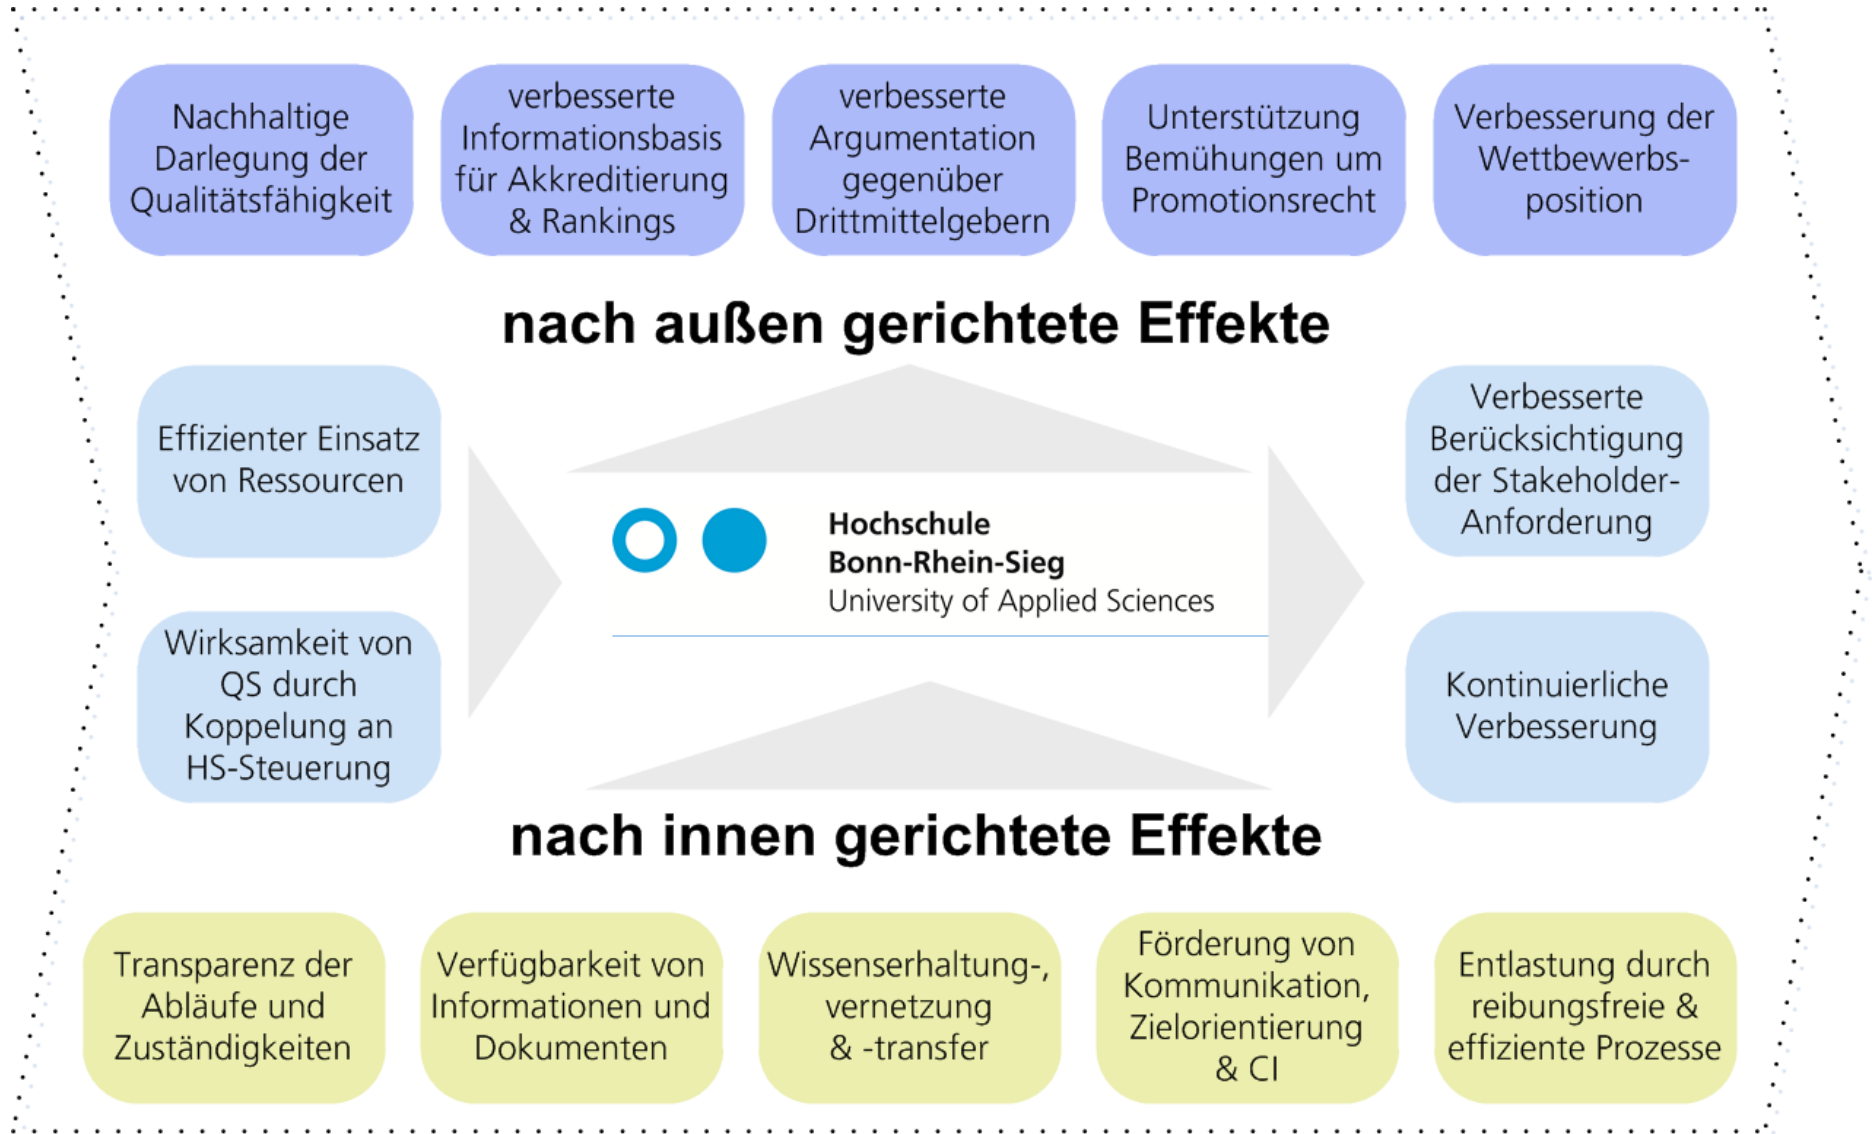 Nachhaltige
Darlegung der
Qualitätsfähigkeit
verbesserte
Informationsbasis
für Akkreditierung
& Rankings
verbesserte
Argumentation
gegenüber
Drittmittelgebern
Unterstützung
Bemühungen um
Promotionsrecht
Verbesserung der
Wettbewerbs-
position
nach außen gerichtete Effekte
Effizienter Einsatz
von Ressourcen
Wirksamkeit von
QS durch
Koppelung an
HS-Steuerung
Hochschule
Bonn-Rhein-Sieg
University of Applied Sciences
Verbesserte
Berücksichtigung
der Stakeholder-
Anforderung
Kontinuierliche
Verbesserung
nach innen gerichtete Effekte
Transparenz der
Abläufe und
Zuständigkeiten
Verfügbarkeit von
Informationen und
Dokumenten
Wissenserhaltung-,
vernetzung
& -transfer
Förderung von
Kommunikation,
Zielorientierung
& CI
Entlastung durch
reibungsfreie &
effiziente Prozesse